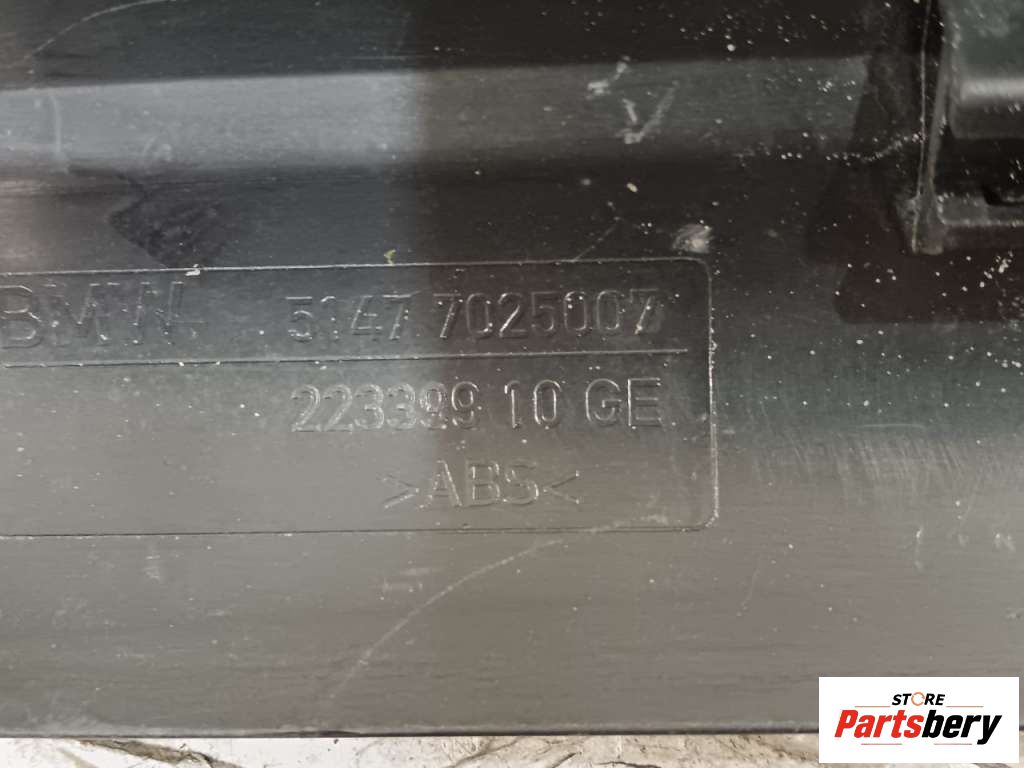 BMW 5147 7025007
223399 10 GE
>ABS<
STORE
Partsbery